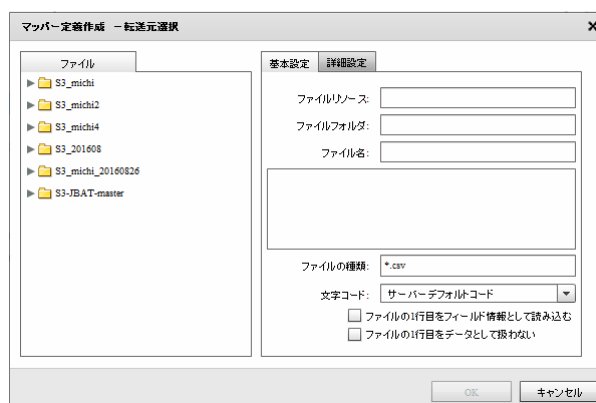 マッパー定義作成 －転送元選択
ファイル
S3_michi
S3_michi2
S3_michi4
S3_201608
S3_michi_20160826
S3-JBAT-master
基本設定 詳細設定
ファイルリソース:
ファイルフォルダ:
ファイル名:
ファイルの種類: *.csv
文字コード: サーバーデフォルトコード
ファイルの1行目をフィールド情報として読み込む
ファイルの1行目をデータとして扱わない
OK キャンセル